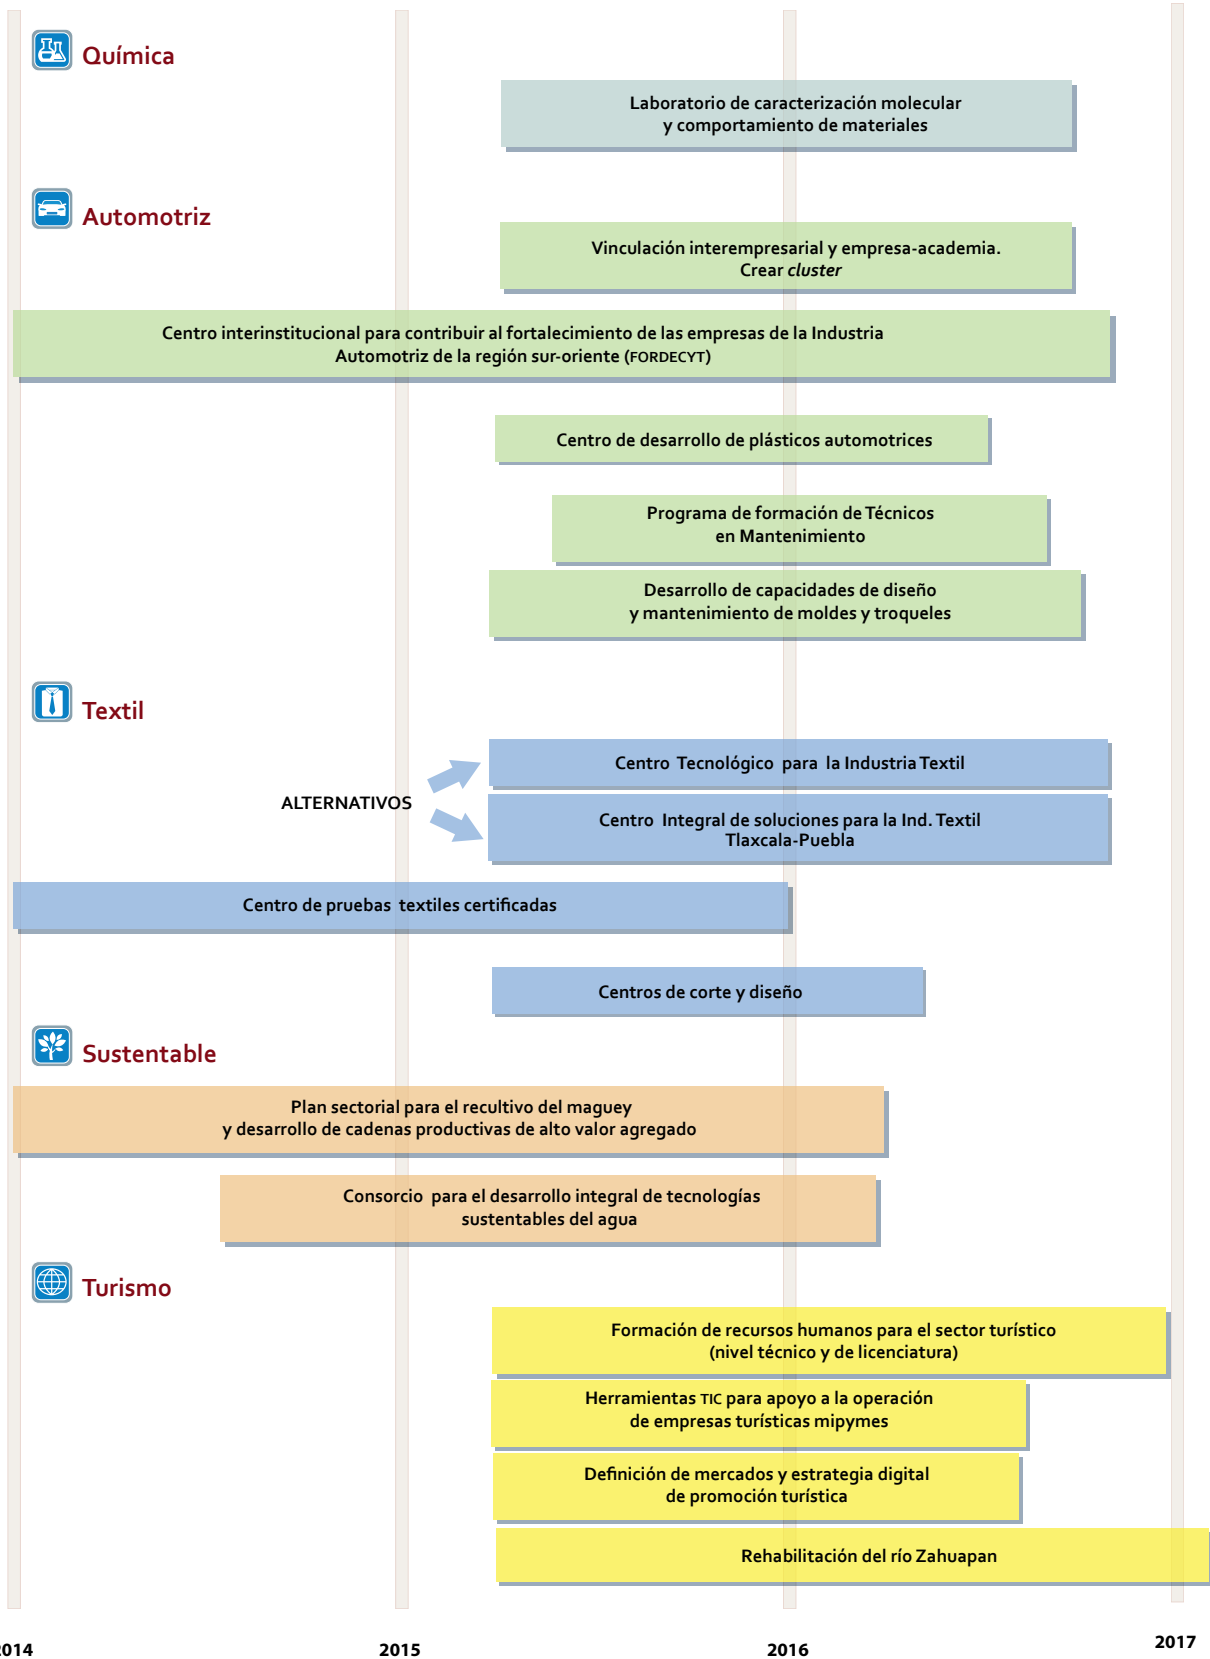 Química
Laboratorio de caracterización molecular
y comportamiento de materiales
Automotriz
Vinculación interempresarial y empresa-academia.
Crear cluster
Centro interinstitucional para contribuir al fortalecimiento de las empresas de la Industria
Automotriz de la región sur-oriente (FORDECYT)
Centro de desarrollo de plásticos automotrices
Programa de formación de Técnicos
en Mantenimiento
Desarrollo de capacidades de diseño
y mantenimiento de moldes y troqueles
Textil
Centro Tecnológico para la Industria Textil
ALTERNATIVOS
Centro Integral de soluciones para la Ind. Textil
Tlaxcala-Puebla
Centro de pruebas textiles certificadas
Centros de corte y diseño
Sustentable
Plan sectorial para el recultivo del maguey
y desarrollo de cadenas productivas de alto valor agregado
Consorcio para el desarrollo integral de tecnologías
sustentables del agua
Turismo
Formación de recursos humanos para el sector turístico
(nivel técnico y de licenciatura)
Herramientas TIC para apoyo a la operación
de empresas turísticas mipymes
Definición de mercados y estrategia digital
de promoción turística
Rehabilitación del río Zahuapan
2014 2015 2016 2017